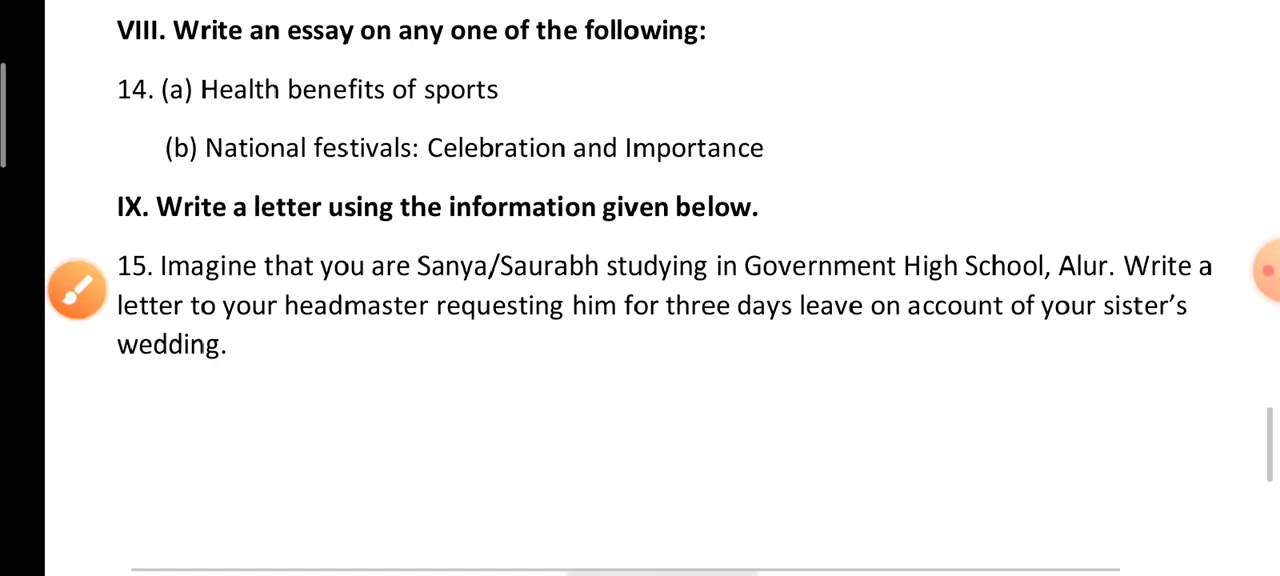 VIII. Write an essay on any one of the following:
14. (a) Health benefits of sports
(b) National festivals: Celebration and Importance
IX. Write a letter using the information given below.
15. Imagine that you are Sanya/Saurabh studying in Government High School, Alur. Write a
letter to your headmaster requesting him for three days leave on account of your sister’s
wedding.